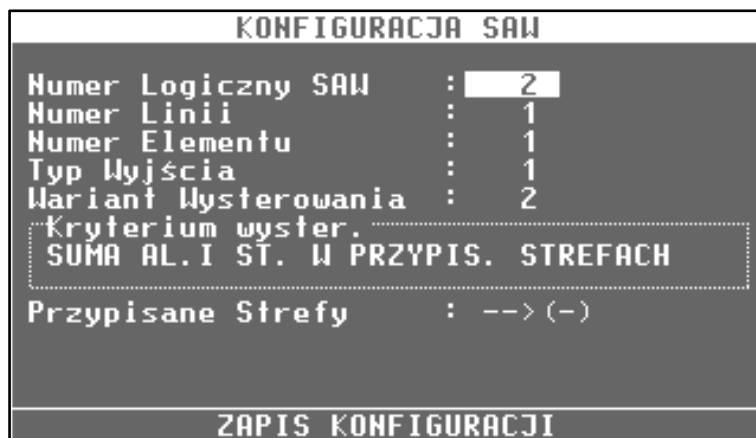 KONFIGURACJA SAW
Numer Logiczny SAW : 2
Numer Linii : 1
Numer Elementu : 1
Typ Wyjścia : 1
Wariant Wysterowania : 2
Kryterium wyster.
SUMA AL.I ST. W PRZYPIS. STREFACH
Przypisane Strefy : -->(-)
ZAPIS KONFIGURACJI